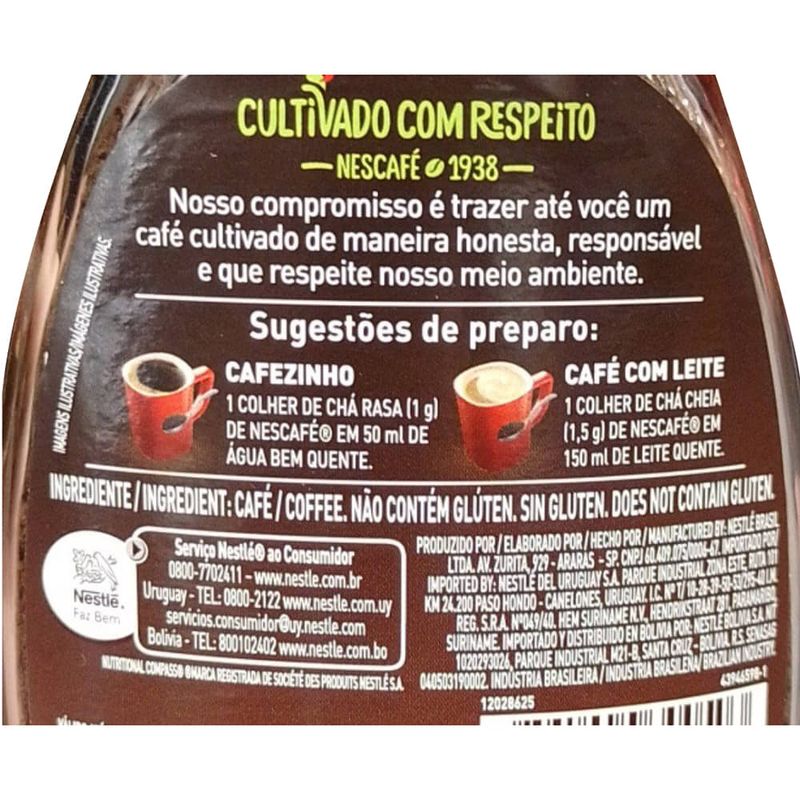 CULTIVADO COM RESPEITO
NESCAFÉ 1938
Nosso compromisso é trazer até você um
café cultivado de maneira honesta, responsável
e que respeite nosso meio ambiente.
IMAGENS ILUSTRATIVAS/IMÁGENES ILUSTRATIVAS.
Sugestões de preparo:
CAFEZINHO
1 COLHER DE CHÁ RASA (1 g)
DE NESCAFÉ® EM 50 ml DE
ÁGUA BEM QUENTE.
CAFÉ COM LEITE
1 COLHER DE CHÁ CHEIA
(1,5 g) DE NESCAFÉ® EM
150 ml DE LEITE QUENTE.
INGREDIENTE/INGREDIENT: CAFÉ/COFFEE. NÃO CONTÉM GLÚTEN. SIN GLUTEN. DOES NOT CONTAIN GLUTEN.
Nestlé.
Faz Bem
Serviço Nestlé® ao Consumidor
0800-7702411 - www.nestle.com.br
Uruguay - TEL: 0800-2122 www.nestle.com.uy
servicios.consumidor@uy.nestle.com
Bolivia - TEL: 800102402 www.nestle.com.bo
NUTRITIONAL COMPASS® ®MARCA REGISTRADA DE SOCIÉTÉ DES PRODUITS NESTLÉ S.A.
PRODUZIDO POR/ELABORADO POR/HECHO POR/MANUFACTURED BY: NESTLÉ BRASIL
LTDA. AV. ZURITA, 929 - ARARAS - SP. CNPJ 60.409.075/0004-67. IMPORTADO POR/
IMPORTED BY: NESTLÉ DEL URUGUAY S.A. PARQUE INDUSTRIAL ZONA ESTE, RUTA 101
KM 24.200 PASO HONDO - CANELONES, URUGUAY. I.C. Nº
REG. S.R.A. Nº049/40. HEM SURINAME N.V., HENDRIKSTRAAT 281, PARAMARIBO
SURINAME. IMPORTADO Y DISTRIBUIDO EN BOLIVIA POR: NESTLÉ BOLIVIA S.A. NIT
1020293024, PARQUE INDUSTRIAL M21-B, SANTA CRUZ - BOLIVIA. R.S. SENASAG
040503190002. INDÚSTRIA BRASILEIRA/INDUSTRIA BRASILEÑA/BRAZILIAN INDUSTRY.
43946598-1
12028625